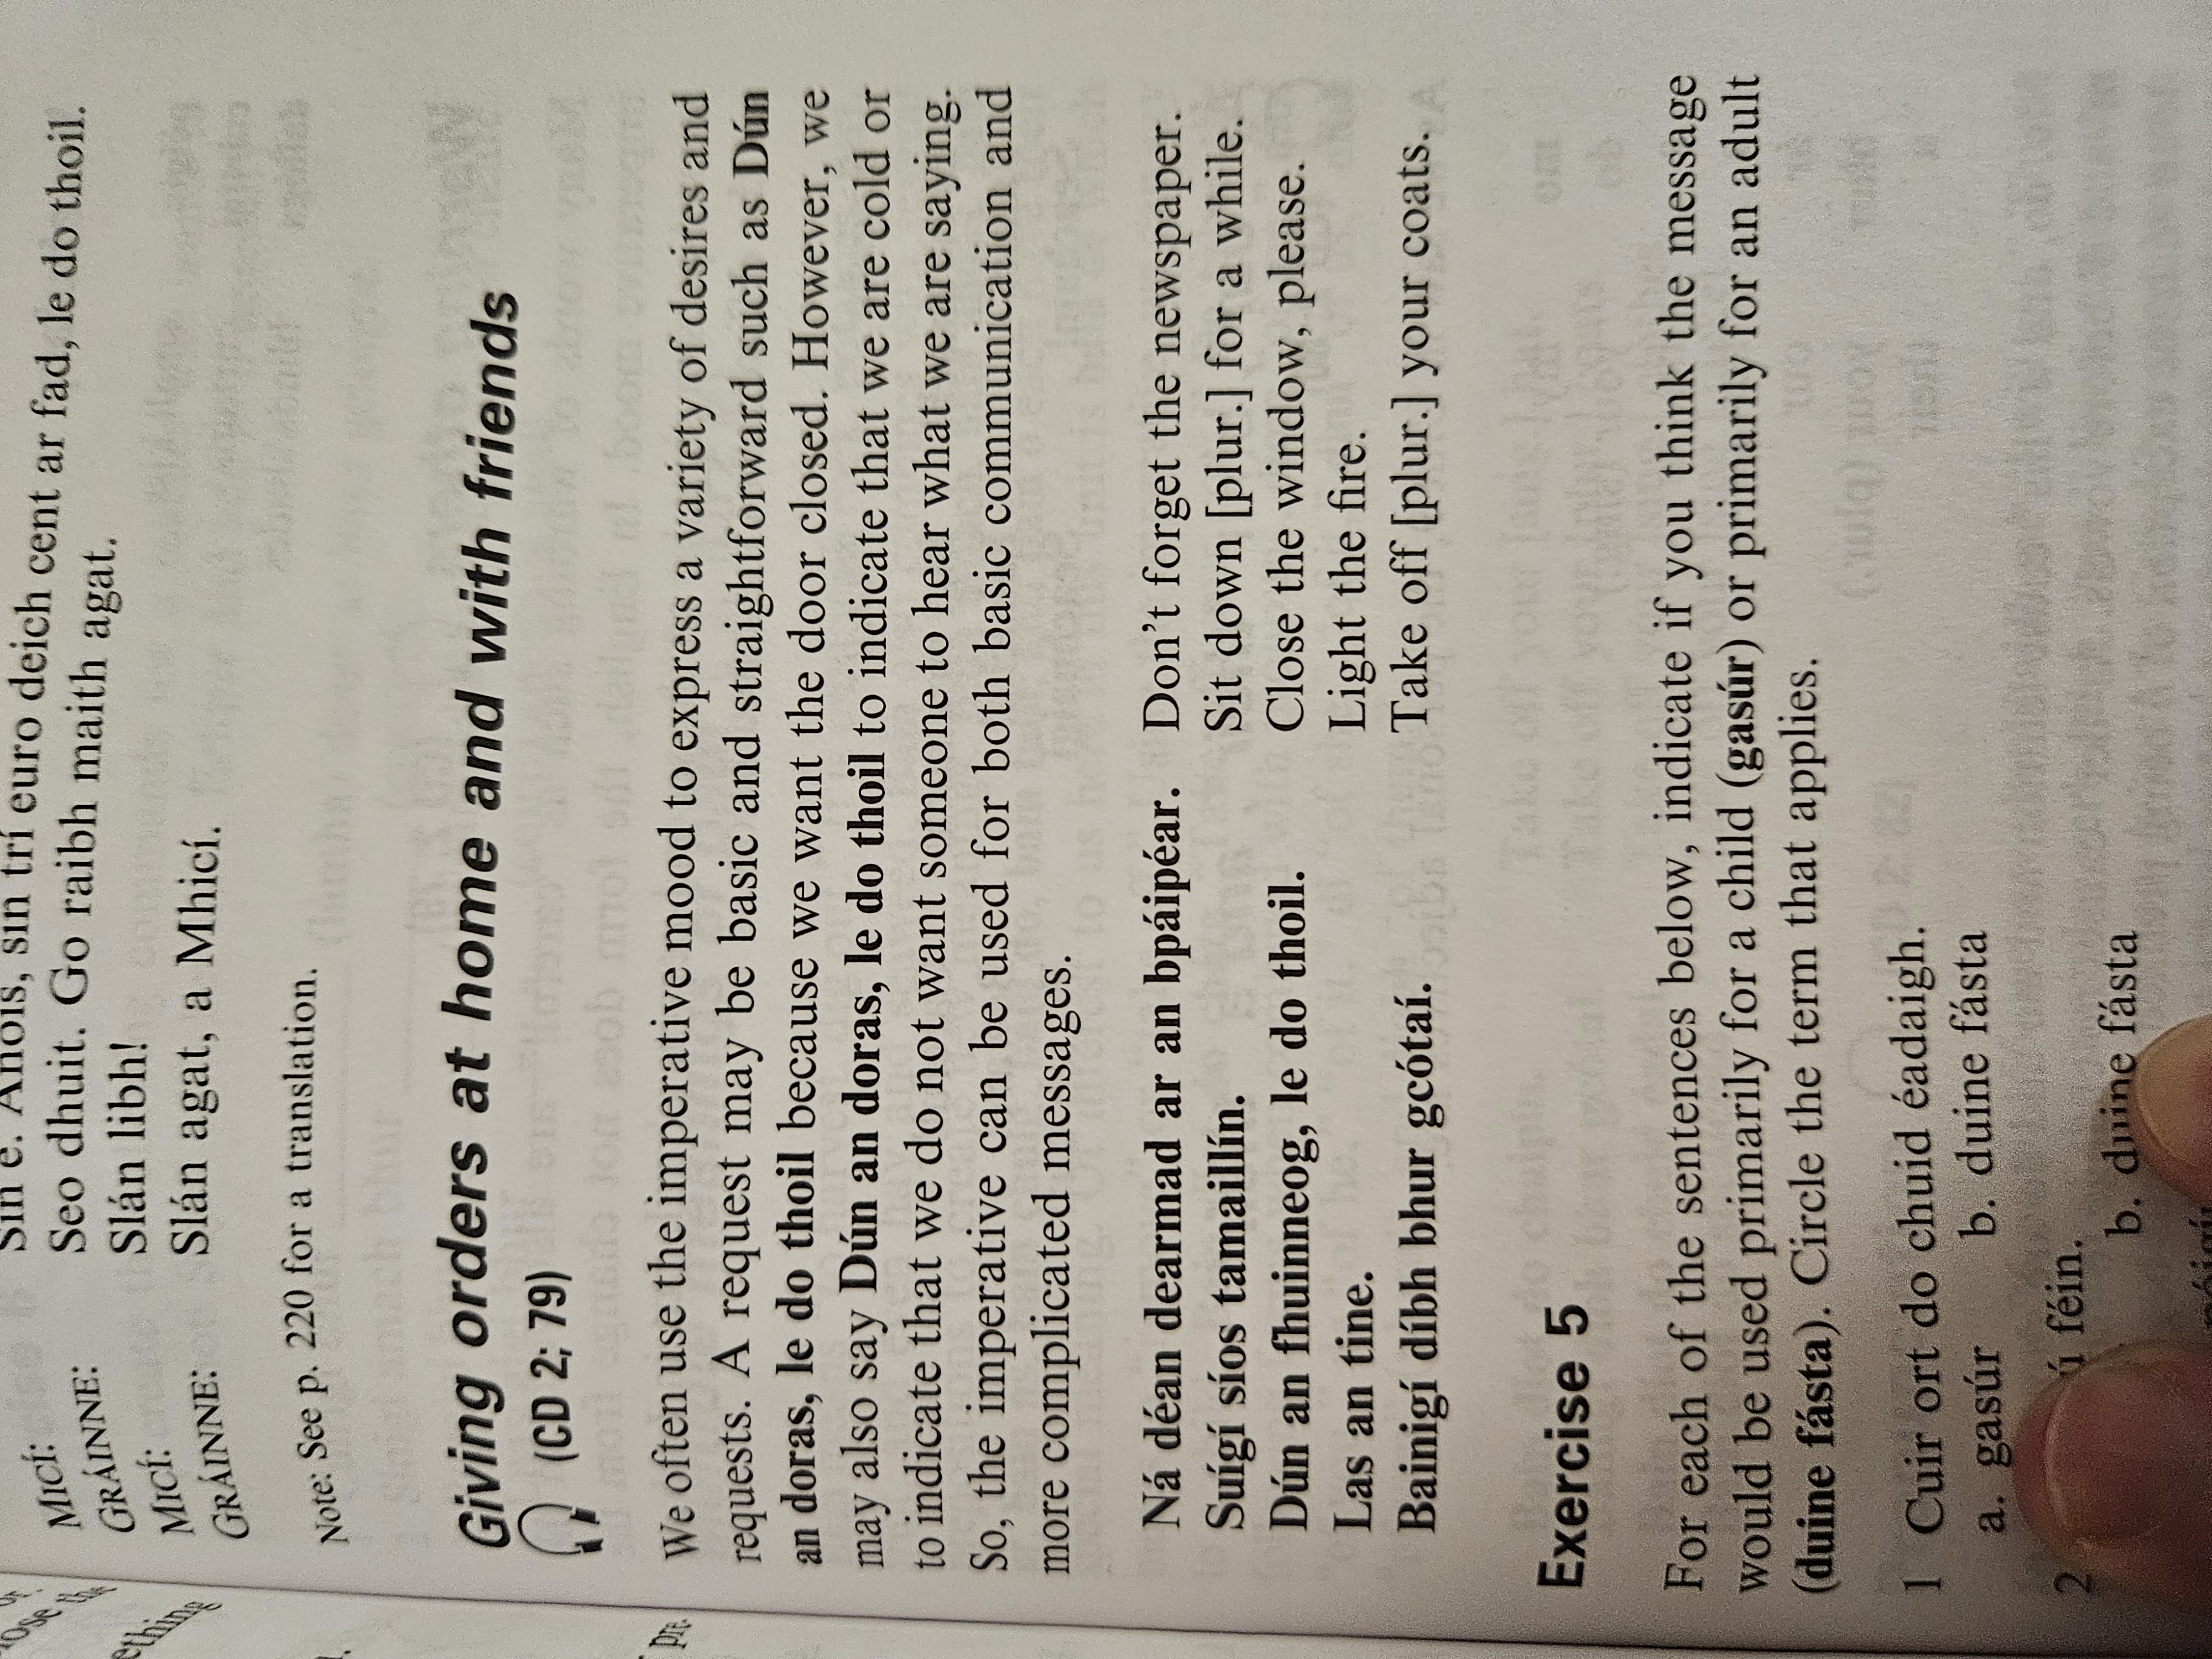 MICÍ: Sin é. Anois, sin trí euro deich cent ar fad, le do thoil.
GRÁINNE: Seo dhuit. Go raibh maith agat.
MICÍ: Slán libh!
GRÁINNE: Slán agat, a Mhicí.
Note: See p. 220 for a translation.
Giving orders at home and with friends
(CD 2; 79)
We often use the imperative mood to express a variety of desires and
requests. A request may be basic and straightforward such as Dún
an doras, le do thoil because we want the door closed. However, we
may also say Dún an doras, le do thoil to indicate that we are cold or
to indicate that we do not want someone to hear what we are saying.
So, the imperative can be used for both basic communication and
more complicated messages.
Ná déan dearmad ar an bpáipéar. Don't forget the newspaper.
Suígí síos tamaillín. Sit down [plur.] for a while.
Dún an fhuinneog, le do thoil. Close the window, please.
Las an tine. Light the fire.
Bainigí díbh bhur gcótaí. Take off [plur.] your coats.
Exercise 5
For each of the sentences below, indicate if you think the message
would be used primarily for a child (gasúr) or primarily for an adult
(duine fásta). Circle the term that applies.
1 Cuir ort do chuid éadaigh.
a. gasúr b. duine fásta
2 féin.
b. duine fásta